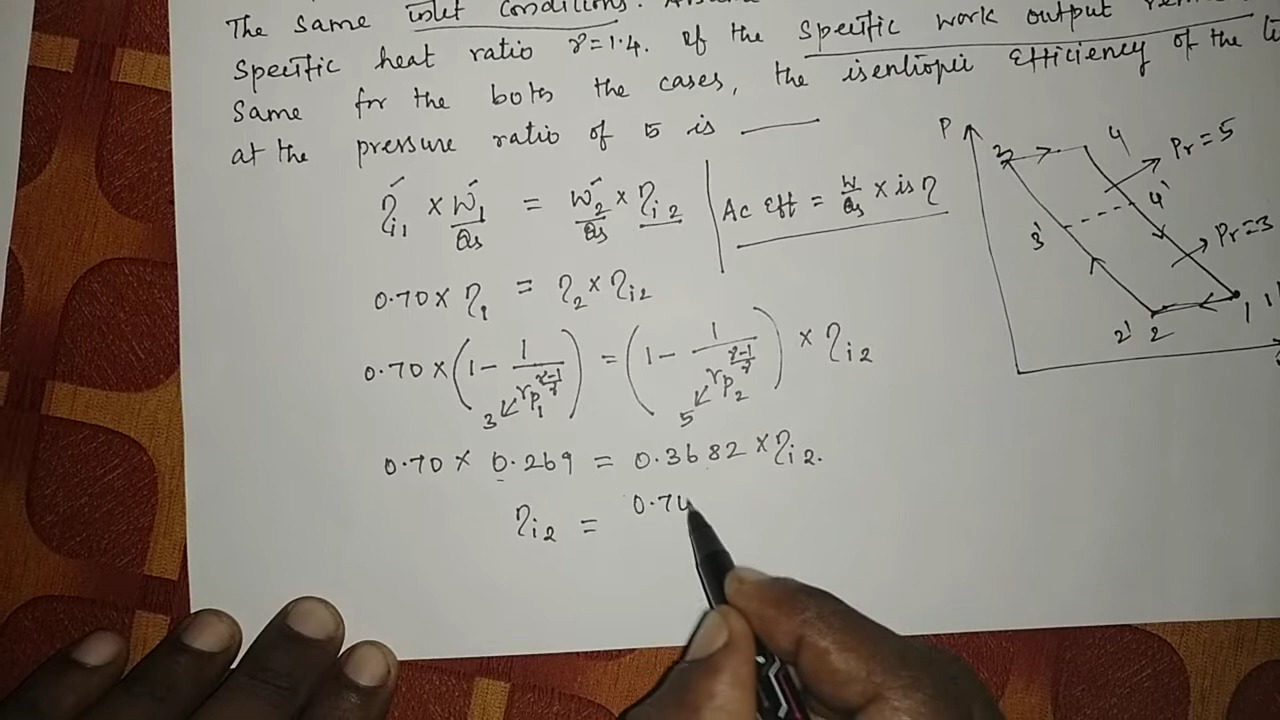 The same inlet conditions.
Specific heat ratio γ=1.4. If the specific work output
Same for the both the cases, the isentropic efficiency of the
at the pressure ratio of 5 is ———
η̇i1 × Ẇ1/Qs = Ẇ2/Qs × ηi2
Ac Eff = W/Qs × is η
0.70 × η1 = η2 × ηi2
0.70 × (1 - 1/rp1^(γ-1/γ)) = (1 - 1/rp2^(γ-1/γ)) × ηi2
3 5
0.70 × 0.269 = 0.3682 × ηi2.
ηi2 = 0.70
P
3 4 Pr=5
4'
3' Pr=3
2' 2 1 1'